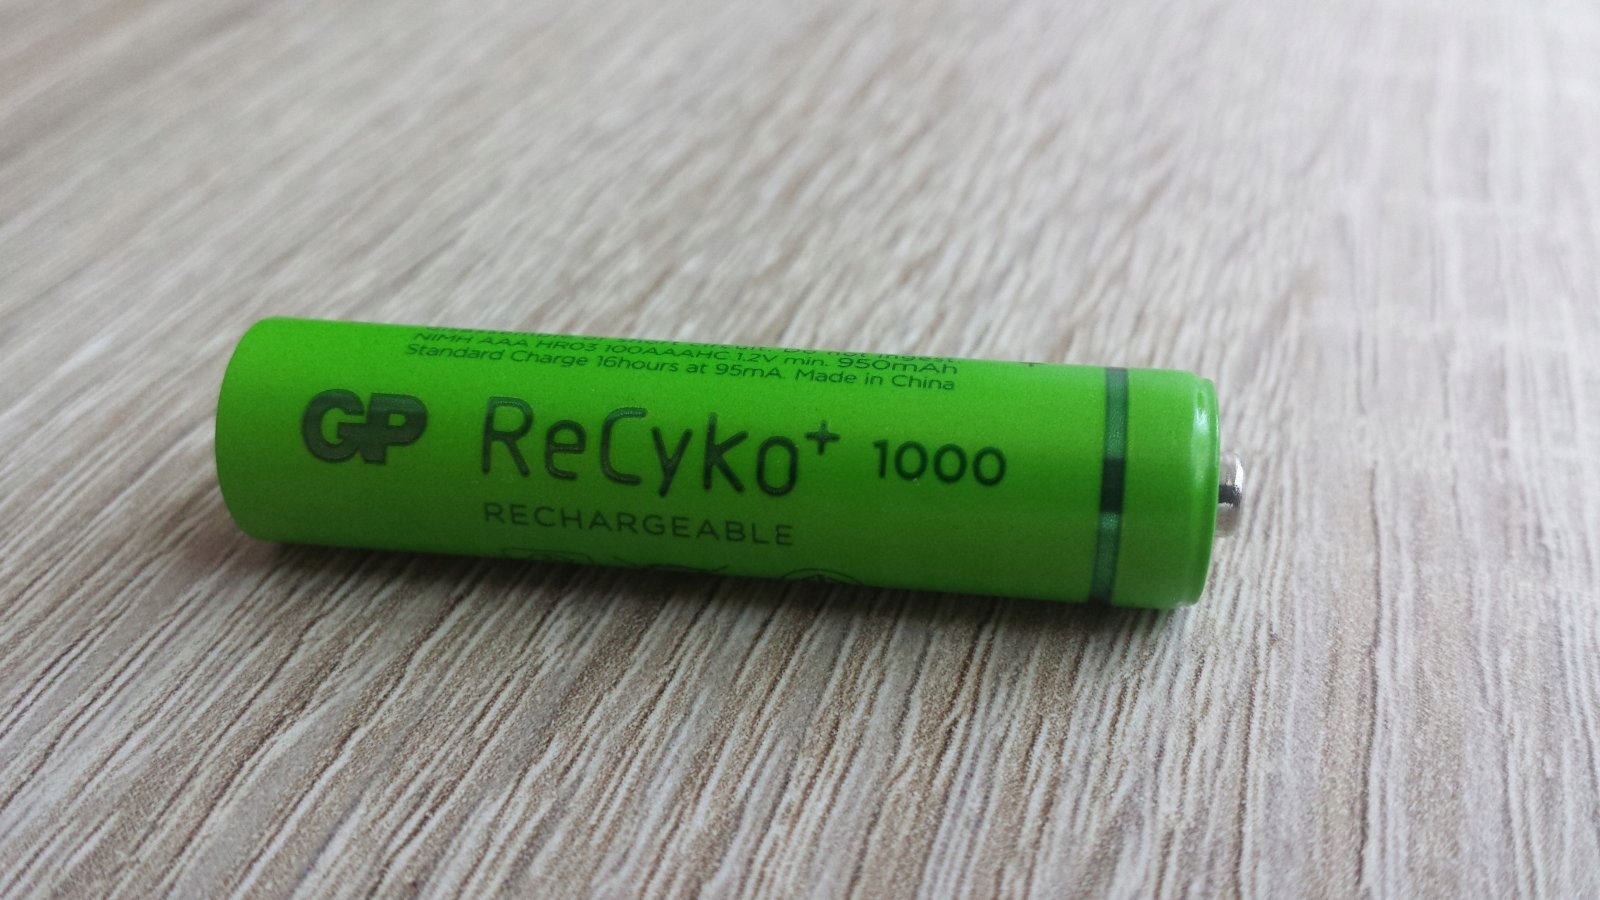 NiMH AAA HR03 100AAAHC 1.2V min. 950mAh
Standard Charge 16hours at 95mA. Made in China
GP ReCyko+ 1000
RECHARGEABLE